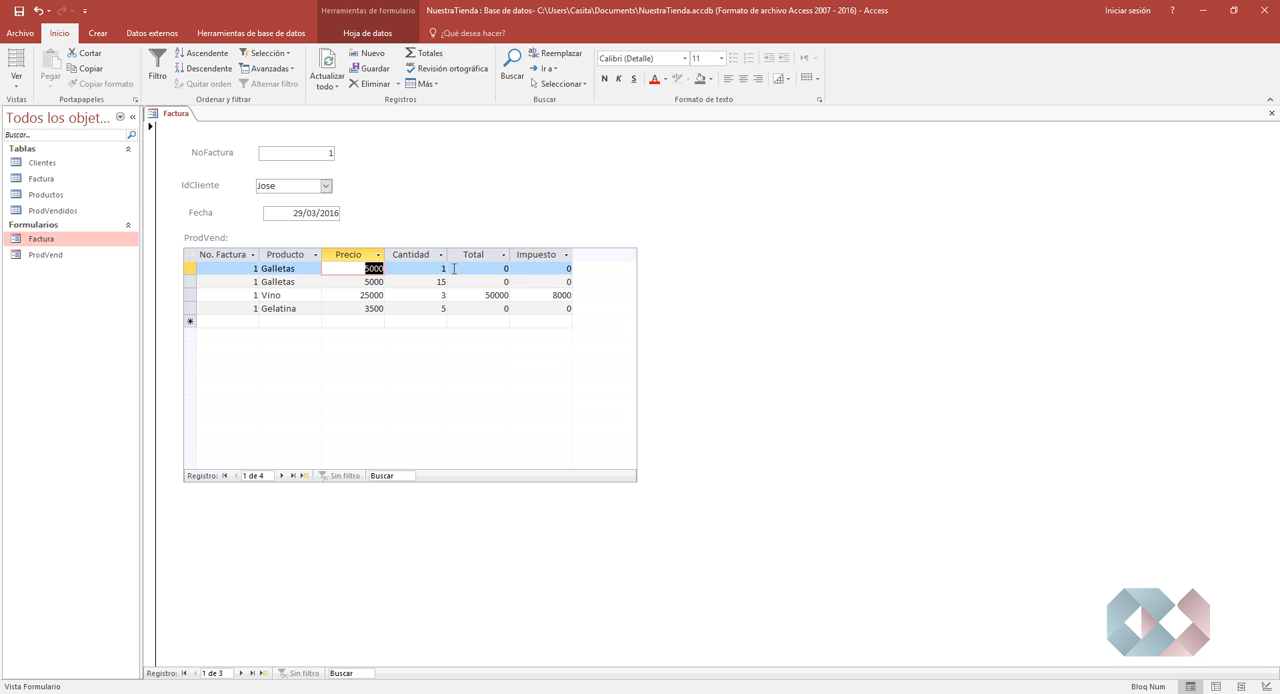 Herramientas de formulario
NuestraTienda : Base de datos- C:\Users\Casita\Documents\NuestraTienda.accdb (Formato de archivo Access 2007 - 2016) - Access
Iniciar sesión
?
Archivo
Inicio
Crear
Datos externos
Herramientas de base de datos
Hoja de datos
¿Qué desea hacer?
Ver
Vistas
Pegar
Cortar
Copiar
Copiar formato
Portapapeles
Filtro
Ascendente
Descendente
Quitar orden
Selección
Avanzadas
Alternar filtro
Ordenar y filtrar
Actualizar
todo
Nuevo
Guardar
Eliminar
Totales
Revisión ortográfica
Más
Registros
Buscar
Reemplazar
Ir a
Seleccionar
Buscar
Calibri (Detalle)
11
N K S
Formato de texto
Todos los objet...
Buscar...
Tablas
Clientes
Factura
Productos
ProdVendidos
Formularios
Factura
ProdVend
Factura
NoFactura 1
IdCliente Jose
Fecha 29/03/2016
ProdVend:
No. Factura Producto Precio Cantidad Total Impuesto
1 Galletas 5000 1 0 0
1 Galletas 5000 15 0 0
1 Vino 25000 3 50000 8000
1 Gelatina 3500 5 0 0
Registro: 1 de 4 Sin filtro Buscar
Registro: 1 de 3 Sin filtro Buscar
Vista Formulario
Bloq Num